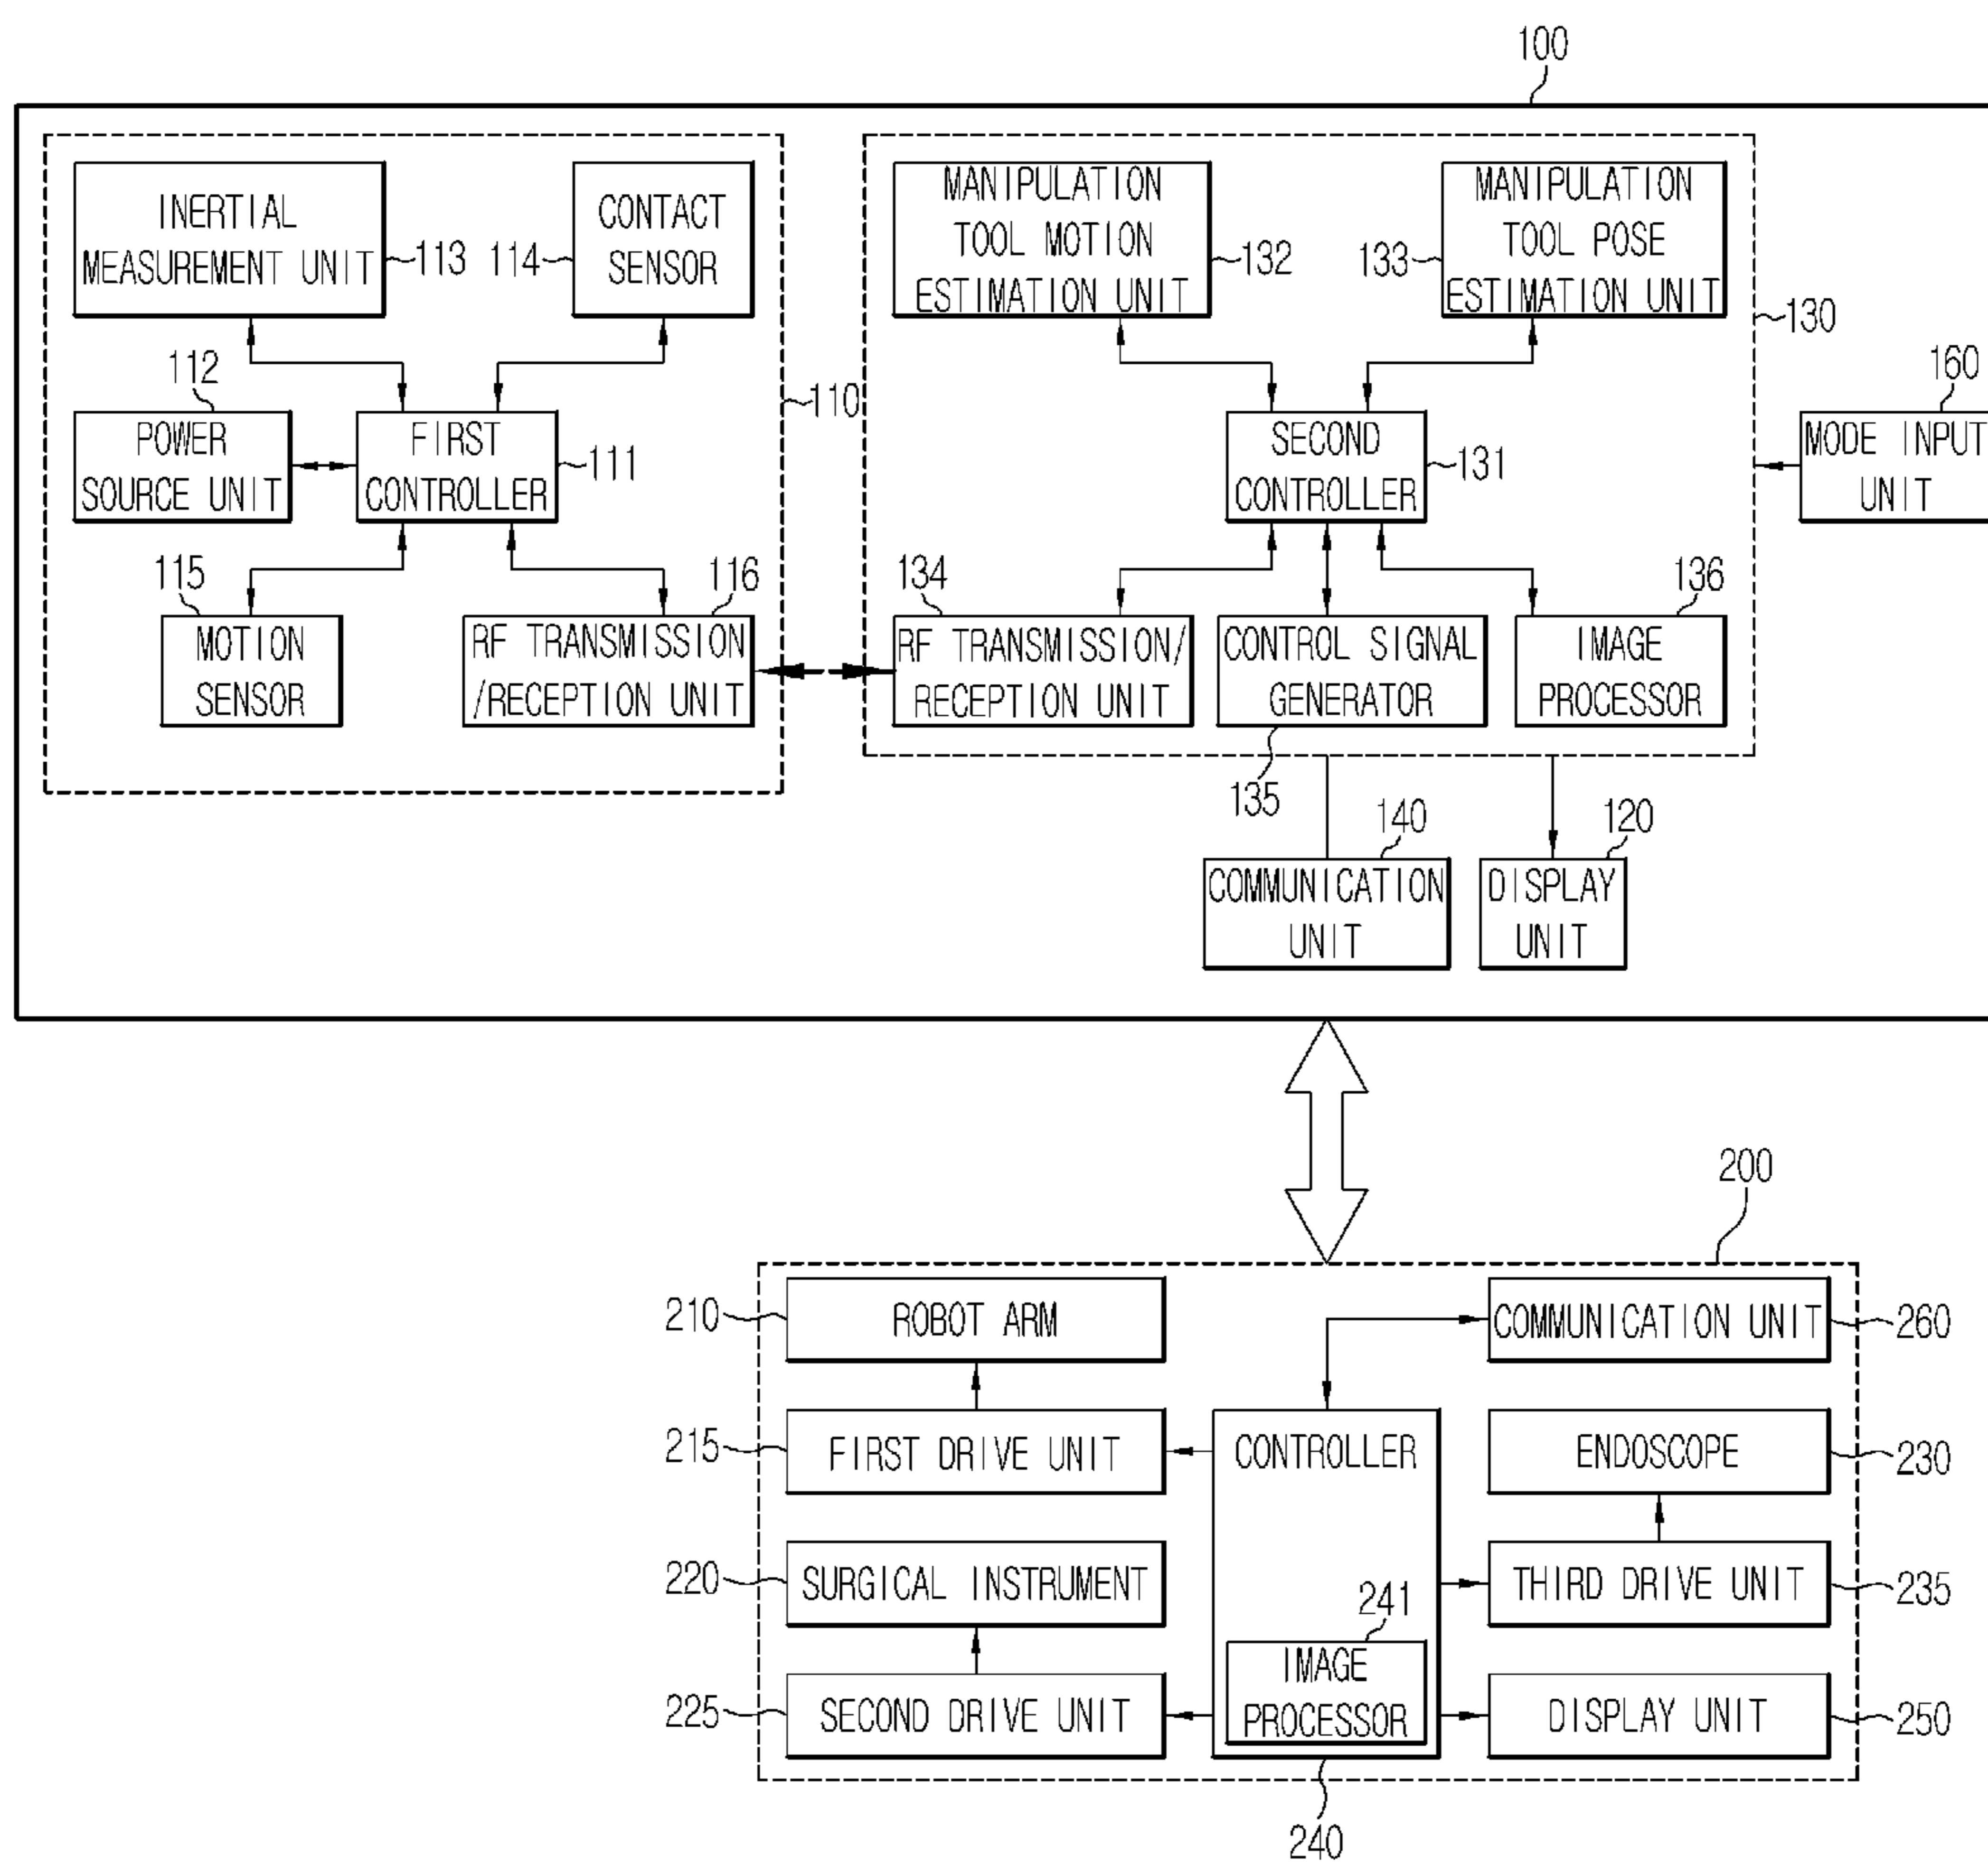 100
INERTIAL
MEASUREMENT UNIT
113
114
CONTACT
SENSOR
MANIPULATION
TOOL MOTION
ESTIMATION UNIT
132
133
MANIPULATION
TOOL POSE
ESTIMATION UNIT
130
112
POWER
SOURCE UNIT
FIRST
CONTROLLER
111
110
SECOND
CONTROLLER
131
160
MODE INPUT
UNIT
115
MOTION
SENSOR
116
RF TRANSMISSION
/RECEPTION UNIT
134
RF TRANSMISSION/
RECEPTION UNIT
CONTROL SIGNAL
GENERATOR
135
136
IMAGE
PROCESSOR
140
COMMUNICATION
UNIT
120
DISPLAY
UNIT
200
210
ROBOT ARM
COMMUNICATION UNIT
260
215
FIRST DRIVE UNIT
CONTROLLER
ENDOSCOPE
230
220
SURGICAL INSTRUMENT
THIRD DRIVE UNIT
235
241
IMAGE
PROCESSOR
225
SECOND DRIVE UNIT
DISPLAY UNIT
250
240